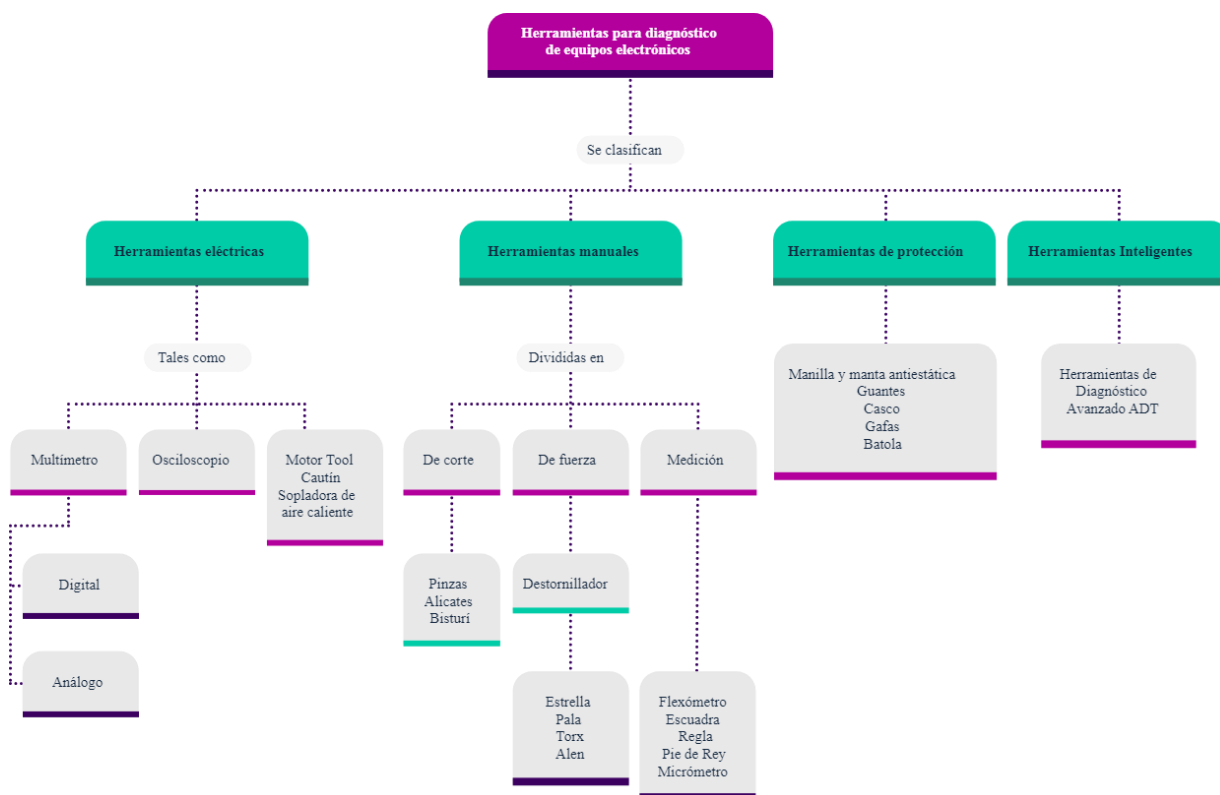 Herramientas para diagnóstico
de equipos electrónicos
Se clasifican
Herramientas eléctricas
Herramientas manuales
Herramientas de protección
Herramientas Inteligentes
Tales como
Divididas en
Manilla y manta antiestática
Guantes
Casco
Gafas
Batola
Herramientas de
Diagnóstico
Avanzado ADT
Multímetro
Osciloscopio
Motor Tool
Cautín
Sopladora de
aire caliente
De corte
De fuerza
Medición
Digital
Análogo
Pinzas
Alicates
Bisturí
Destornillador
Estrella
Pala
Torx
Alen
Flexómetro
Escuadra
Regla
Pie de Rey
Micrómetro